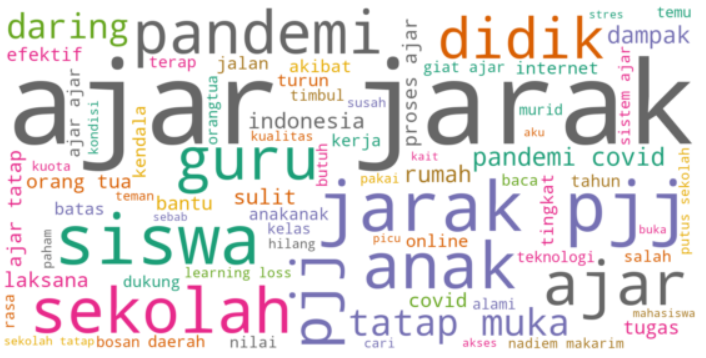 daring
pandemi
didik
stres
temu
dampak
efektif
terap
jalan
akibat
giat ajar
internet
ajar jarak
ajar ajar
kondisi
orangtua
turun
timbul
susah
proses ajar
murid
sistem ajar
kendala
indonesia
kualitas
kerja
aku
guru
butuh
kait
pandemi covid
putus sekolah
ajar tatap
kuota
orang tua
teman
bantu
sulit
pakai
rumah
baca
tingkat
tahun
batas
sebab
anakanak
jarak pjj
buka
siswa
kelas
hilang
picu
online
paham
anak
teknologi
salah
laksana
dukung
learning loss
pjj
ajar
rasa
sekolah
covid
alami
mahasiswa
tatap muka
tugas
sekolah tatap
bosan
daerah
nilai
cari
akses
nadiem makarim